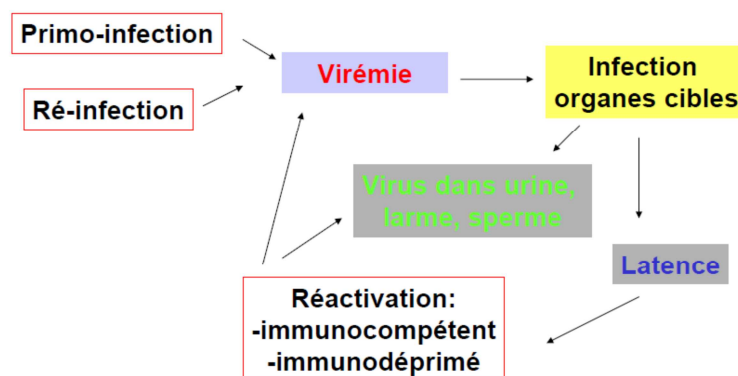 Primo-infection
Virémie
Infection
organes cibles
Ré-infection
Virus dans urine,
larme, sperme
Latence
Réactivation:
-immunocompétent
-immunodéprimé